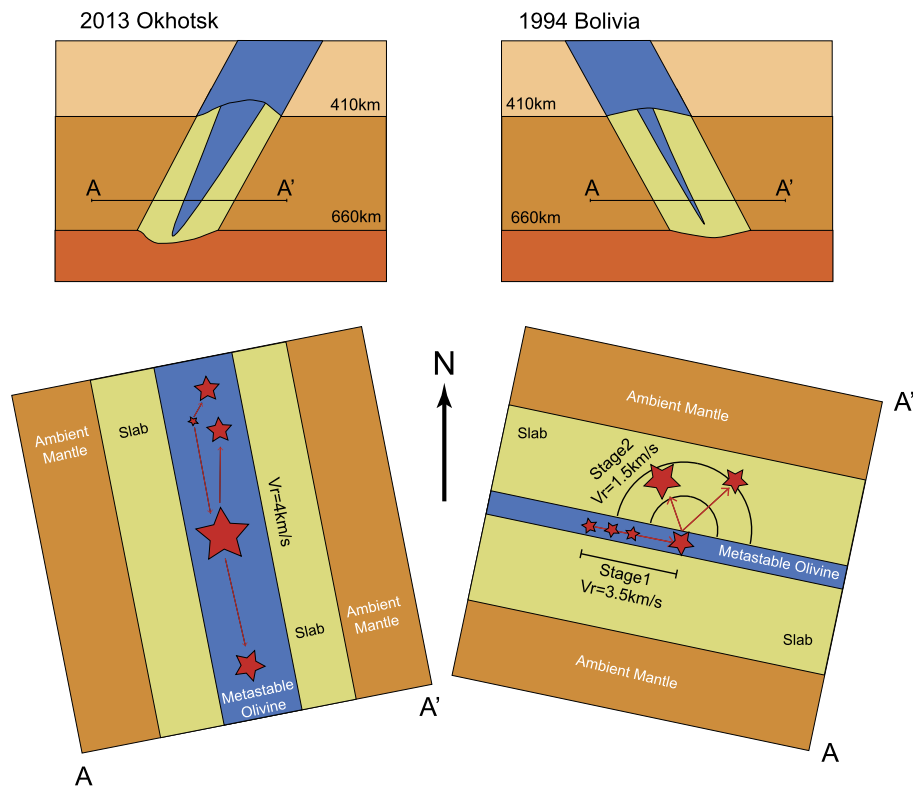 2013 Okhotsk
1994 Bolivia
410km
A
A'
660km
410km
A
A'
660km
Ambient
Mantle
Slab
Vr=4km/s
Slab
Ambient
Mantle
Metastable
Olivine
A
A'
N
Ambient Mantle
A'
Slab
Stage2
Vr=1.5km/s
Metastable Olivine
Stage1
Vr=3.5km/s
Slab
Ambient Mantle
A